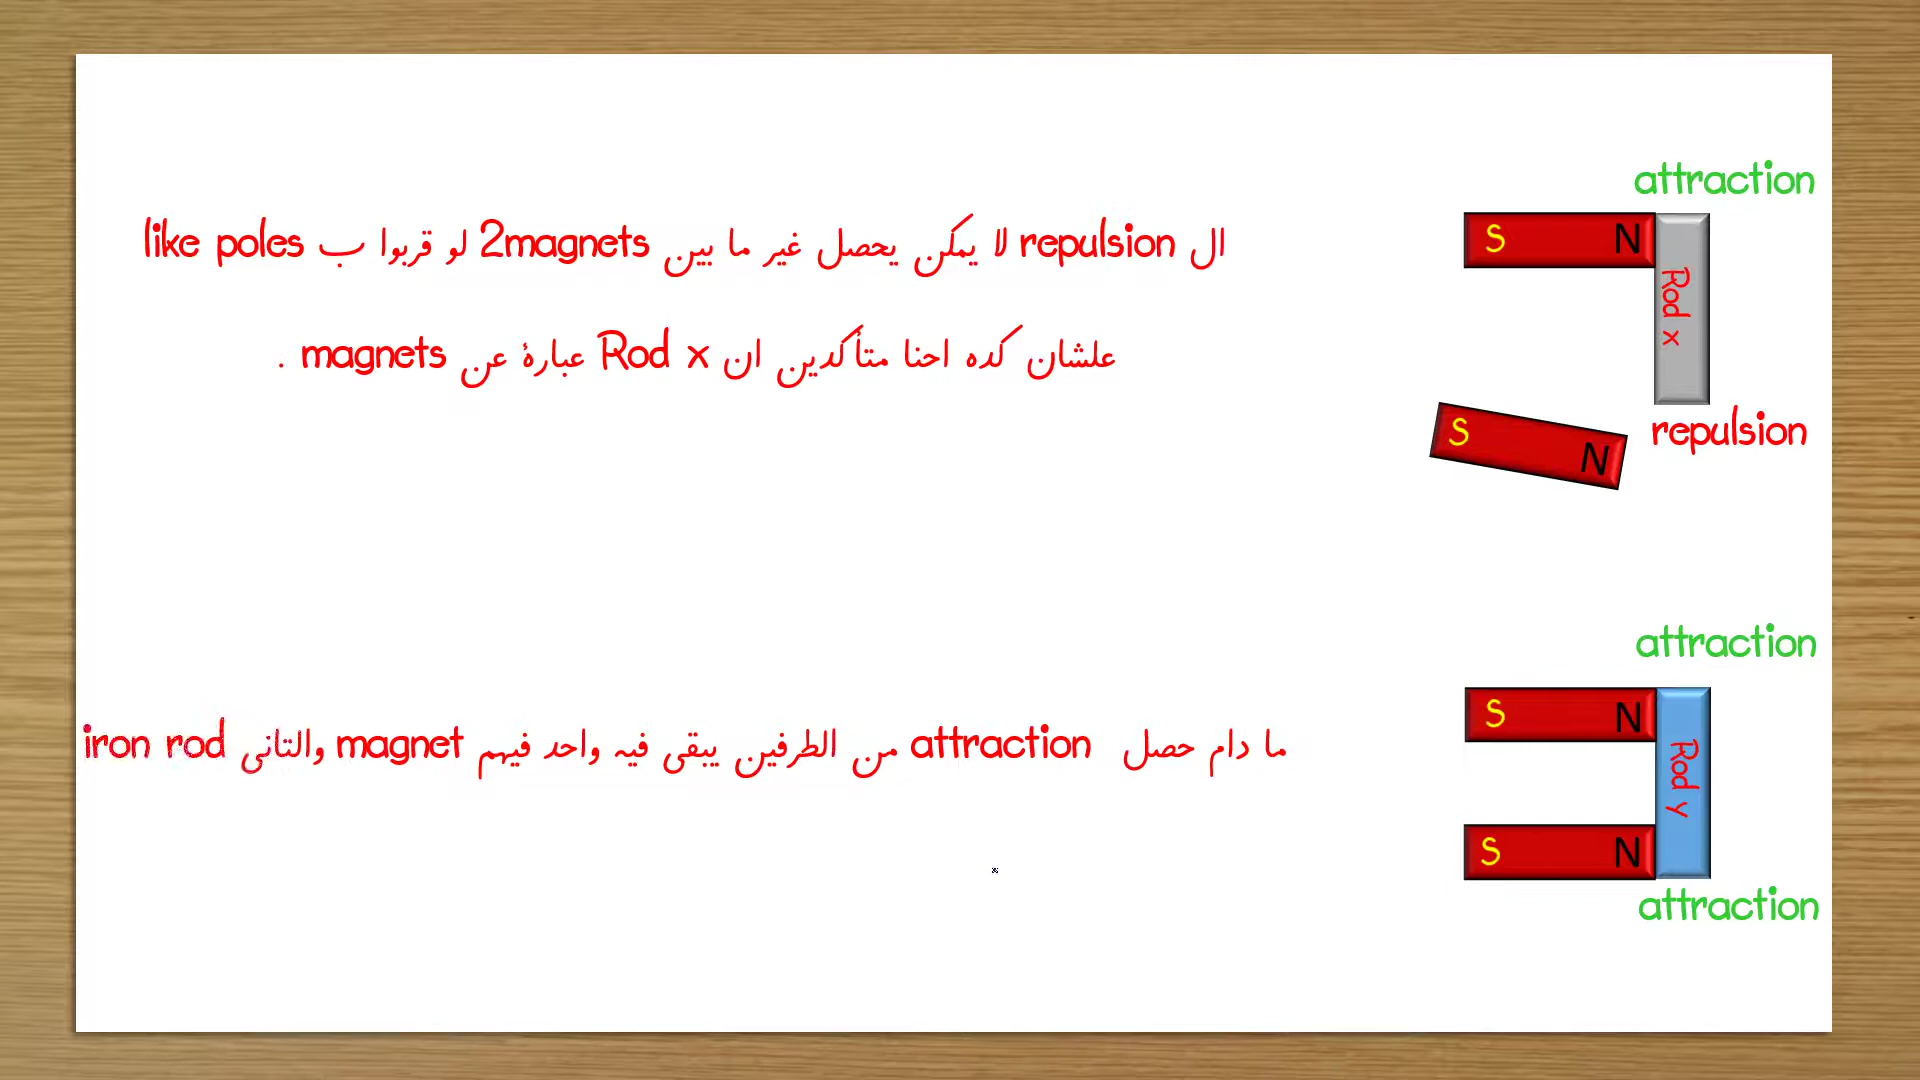 attraction
ال repulsion لا يمكن يحصل غير ما بين 2magnets لو قربوا ب like poles
S N
Rod x
علشان كده احنا متأكدين ان Rod x عبارة عن magnets .
repulsion
S N
attraction
ما دام حصل attraction من الطرفين يبقى فيه واحد فيهم magnet والتانى iron rod
S N
Rod y
S N
attraction